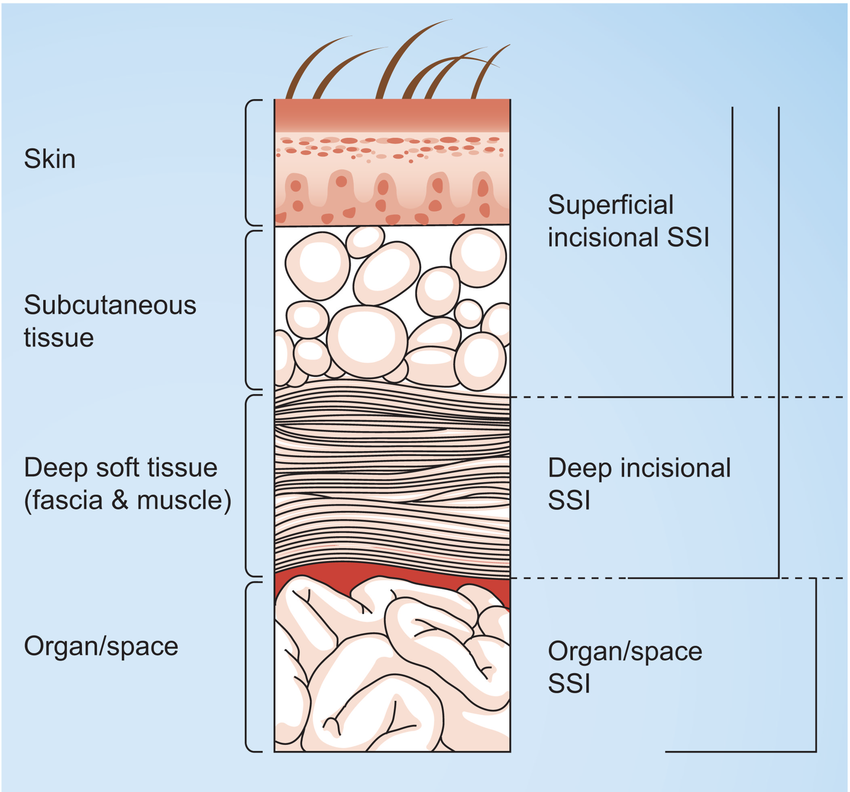 Skin
Subcutaneous
tissue
Deep soft tissue
(fascia & muscle)
Organ/space
Superficial
incisional SSI
Deep incisional
SSI
Organ/space
SSI